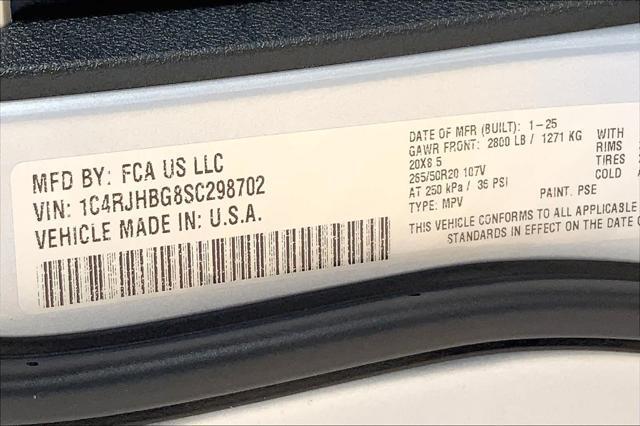 MFD BY: FCA US LLC
VIN: 1C4RJHBG8SC298702
VEHICLE MADE IN: U.S.A.
DATE OF MFR (BUILT): 1-25
GAWR FRONT: 2800 LB / 1271 KG WITH
20X8.5 RIMS
265/50R20 107V TIRES
AT 250 kPa / 36 PSI COLD
TYPE: MPV PAINT: PSE
THIS VEHICLE CONFORMS TO ALL APPLICABLE
STANDARDS IN EFFECT ON THE DATE